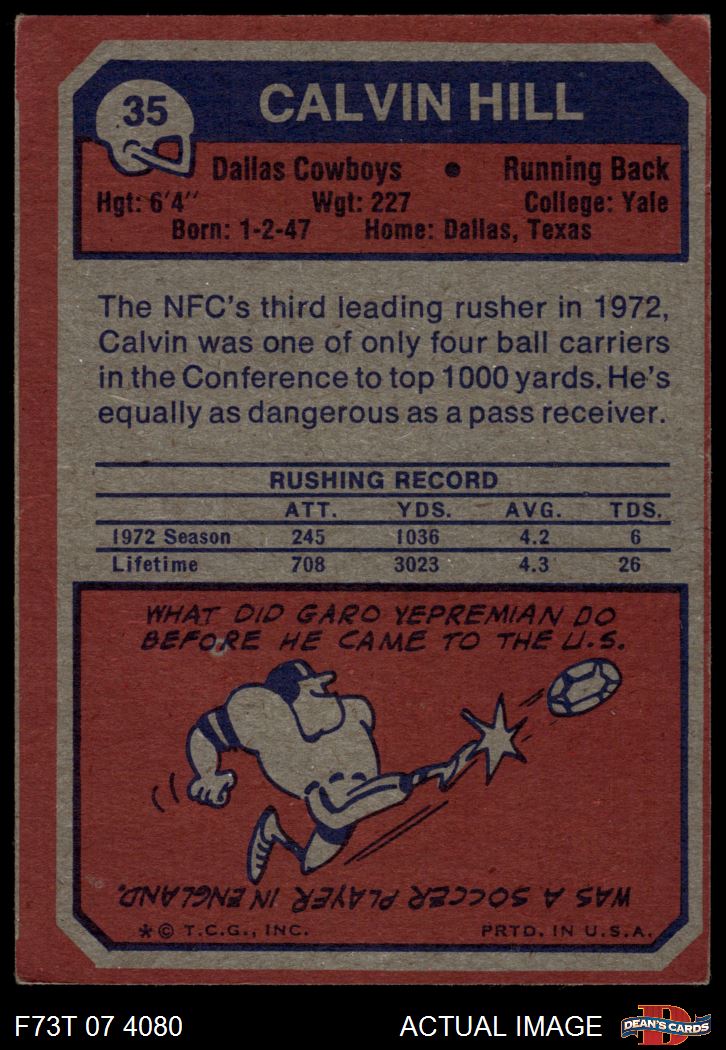 35
CALVIN HILL
Dallas Cowboys • Running Back
Hgt: 6'4" Wgt: 227 College: Yale
Born: 1-2-47 Home: Dallas, Texas
The NFC's third leading rusher in 1972,
Calvin was one of only four ball carriers
in the Conference to top 1000 yards. He's
equally as dangerous as a pass receiver.
RUSHING RECORD
ATT. YDS. AVG. TDS.
1972 Season 245 1036 4.2 6
Lifetime 708 3023 4.3 26
WHAT DID GARO YEPREMIAN DO
BEFORE HE CAME TO THE U.S.
WAS A SOCCER PLAYER IN ENGLAND.
*© T.C.G., INC. PRTD. IN U.S.A.
F73T 07 4080 ACTUAL IMAGE D DEAN'S CARDS